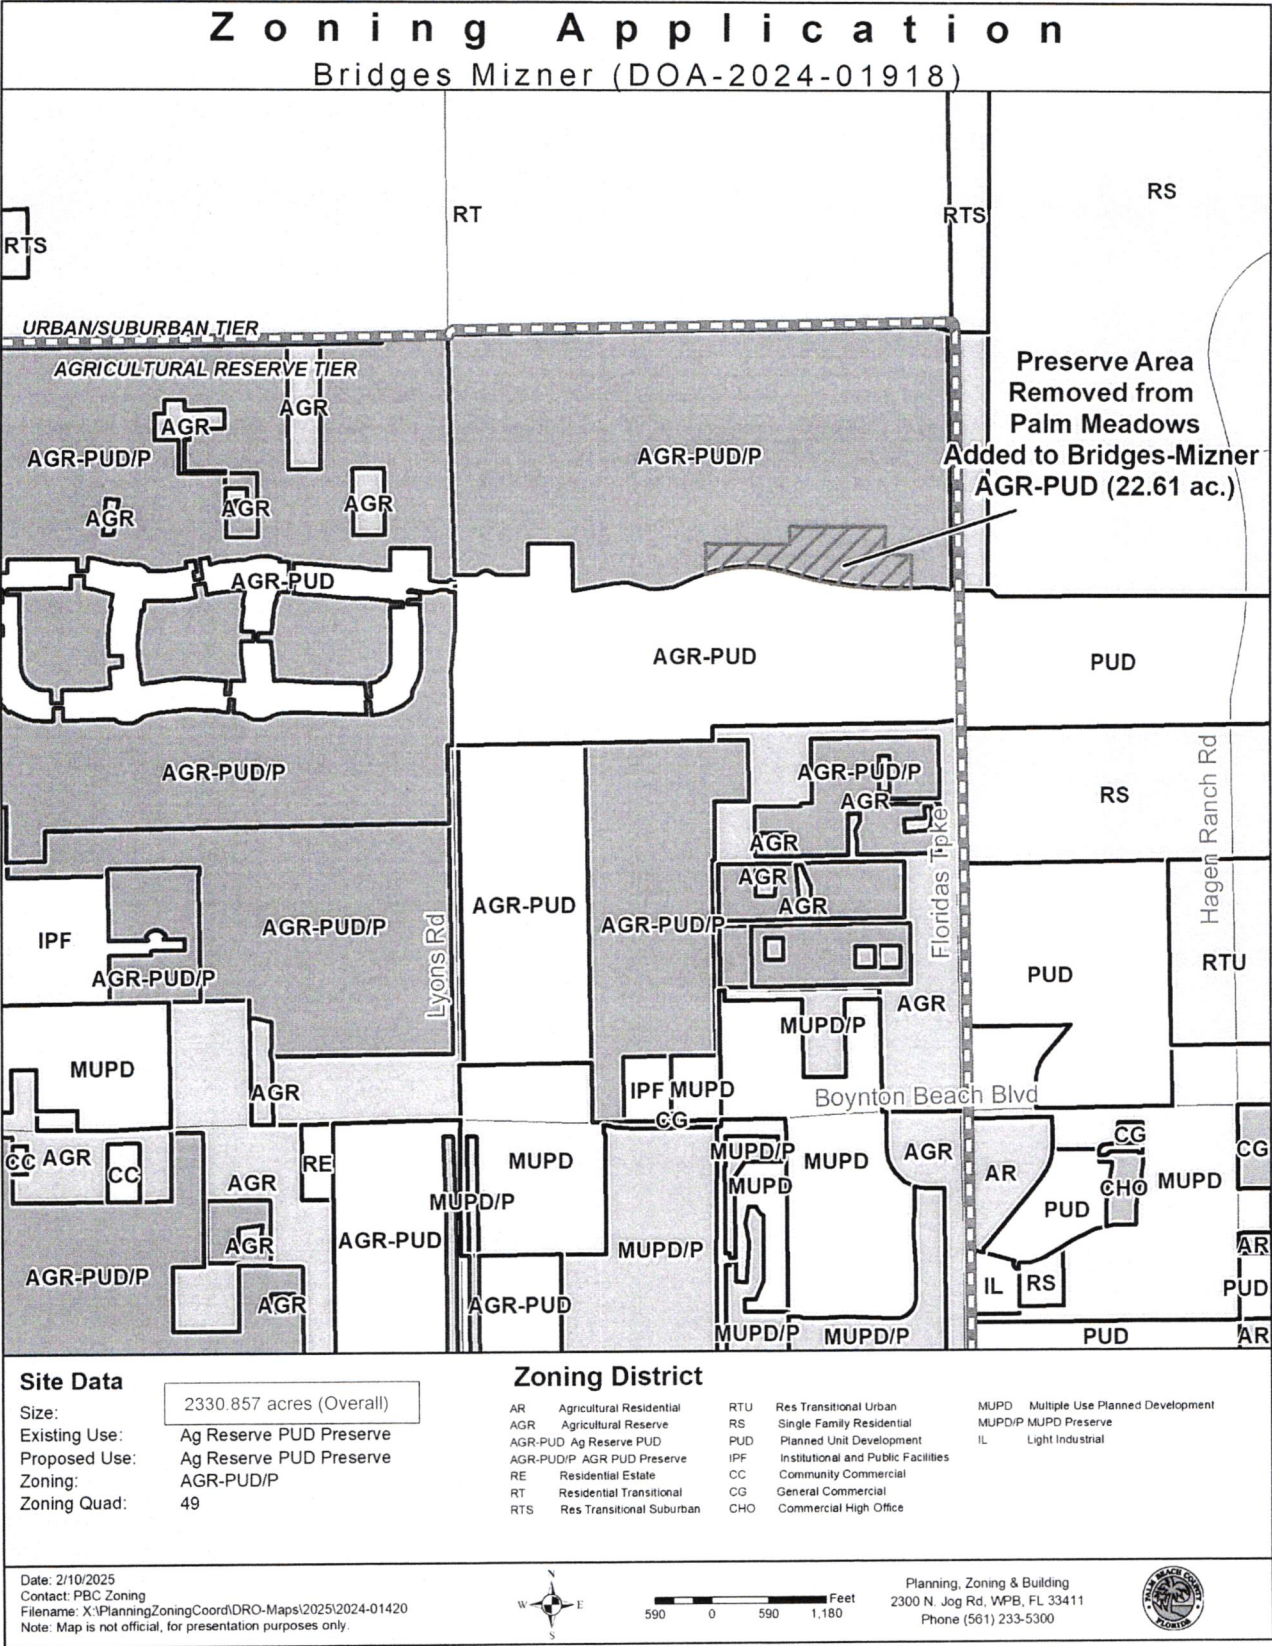 Zoning Application
Bridges Mizner (DOA-2024-01918)
RS
RT
RTS
RTS
URBAN/SUBURBAN TIER
AGRICULTURAL RESERVE TIER
Preserve Area
Removed from
Palm Meadows
Added to Bridges-Mizner
AGR-PUD (22.61 ac.)
AGR
AGR
AGR-PUD/P
AGR-PUD/P
AGR
AGR
AGR
AGR-PUD
AGR-PUD
PUD
AGR-PUD/P
AGR-PUD/P
AGR
RS
Hagen Ranch Rd
Floridas Tpke
AGR
AGR
AGR
AGR-PUD
AGR-PUD/P
AGR-PUD/P
IPF
Lyons Rd
AGR-PUD/P
PUD
RTU
AGR
MUPD/P
MUPD
AGR
IPF
MUPD
Boynton Beach Blvd
CG
CG
CC
AGR
CC
RE
AGR
MUPD
MUPD/P
MUPD
AGR
AR
CG
MUPD
CHO
MUPD
MUPD/P
PUD
AGR
AGR-PUD
MUPD/P
AR
AGR-PUD/P
IL
RS
PUD
AGR
AGR-PUD
MUPD/P
MUPD/P
PUD
AR
Site Data
Size: 2330.857 acres (Overall)
Existing Use: Ag Reserve PUD Preserve
Proposed Use: Ag Reserve PUD Preserve
Zoning: AGR-PUD/P
Zoning Quad: 49
Zoning District
AR Agricultural Residential
AGR Agricultural Reserve
AGR-PUD Ag Reserve PUD
AGR-PUD/P AGR PUD Preserve
RE Residential Estate
RT Residential Transitional
RTS Res Transitional Suburban
RTU Res Transitional Urban
RS Single Family Residential
PUD Planned Unit Development
IPF Institutional and Public Facilities
CC Community Commercial
CG General Commercial
CHO Commercial High Office
MUPD Multiple Use Planned Development
MUPD/P MUPD Preserve
IL Light Industrial
Date: 2/10/2025
Contact: PBC Zoning
Filename: X:\PlanningZoningCoord\DRO-Maps\2025\2024-01420
Note: Map is not official, for presentation purposes only.
N
W E
S
Feet
590 0 590 1,180
Planning, Zoning & Building
2300 N. Jog Rd, WPB, FL 33411
Phone (561) 233-5300
PALM BEACH COUNTY
FLORIDA